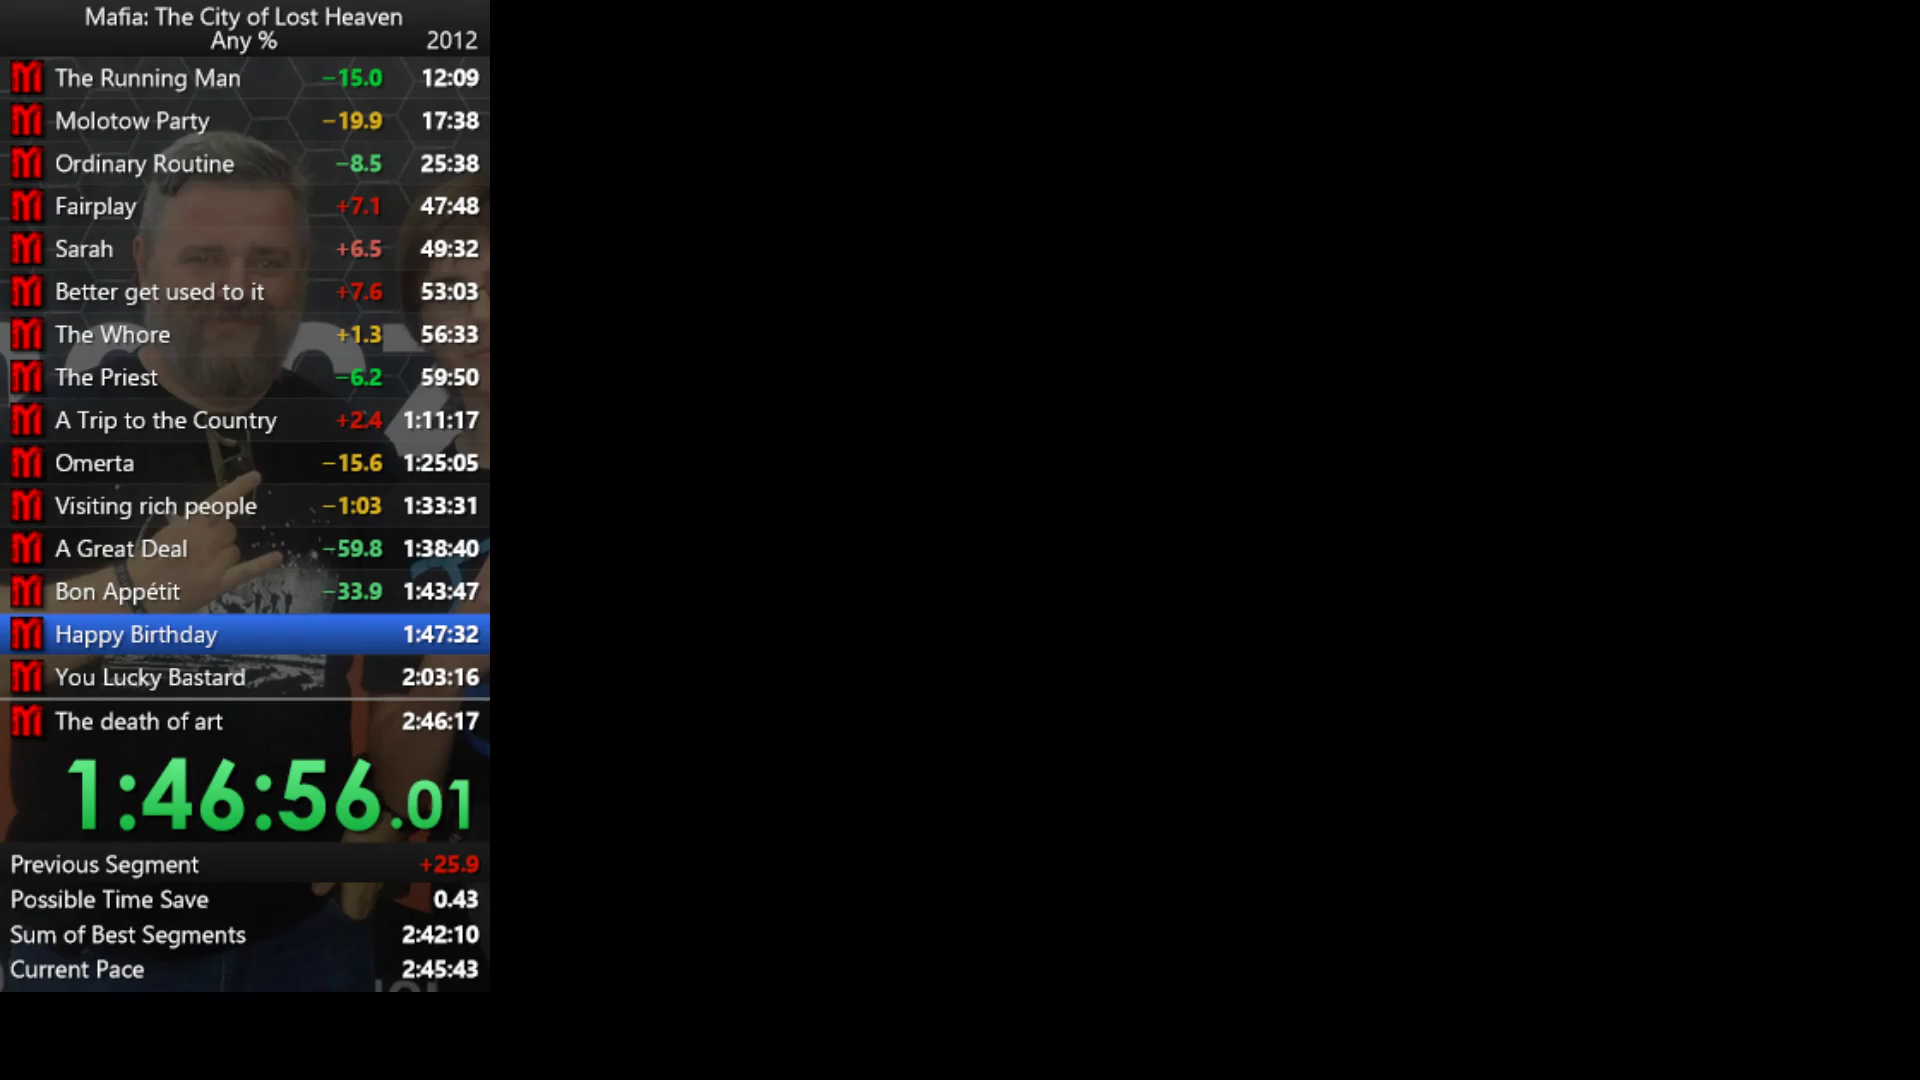 Mafia: The City of Lost Heaven
Any % 2012
The Running Man −15.0 12:09
Molotow Party −19.9 17:38
Ordinary Routine −8.5 25:38
Fairplay +7.1 47:48
Sarah +6.5 49:32
Better get used to it +7.6 53:03
The Whore +1.3 56:33
The Priest −6.2 59:50
A Trip to the Country +2.4 1:11:17
Omerta −15.6 1:25:05
Visiting rich people −1:03 1:33:31
A Great Deal −59.8 1:38:40
Bon Appétit −33.9 1:43:47
Happy Birthday 1:47:32
You Lucky Bastard 2:03:16
The death of art 2:46:17
1:46:56.01
Previous Segment +25.9
Possible Time Save 0.43
Sum of Best Segments 2:42:10
Current Pace 2:45:43